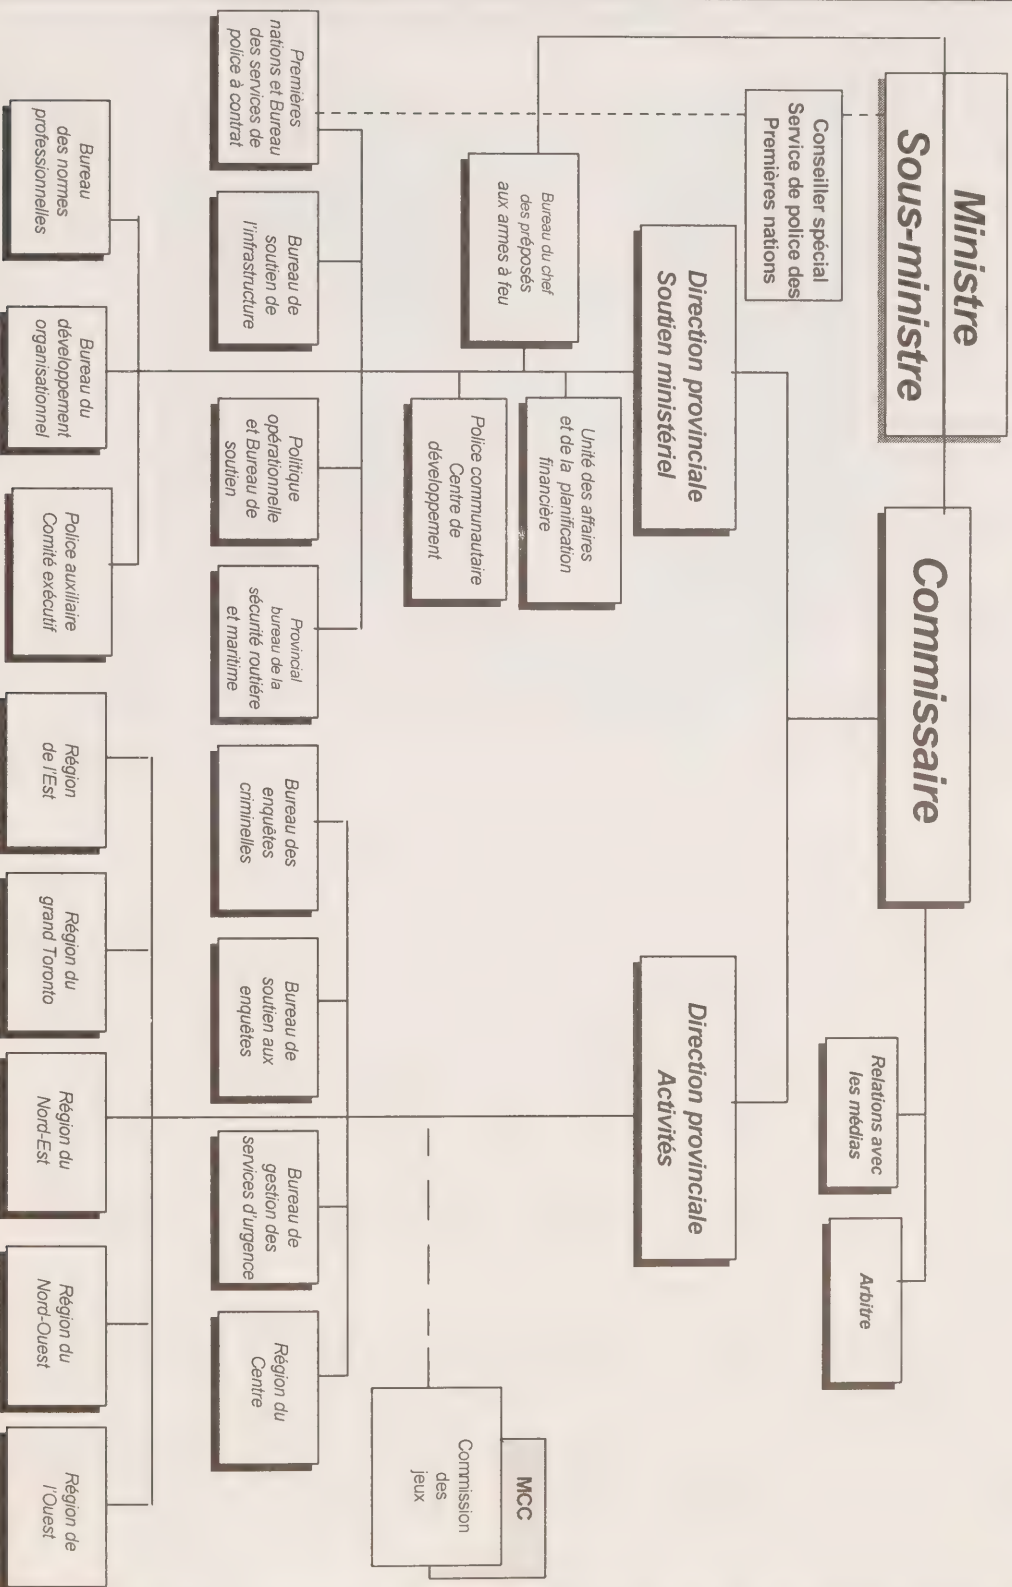 Ministre
Sous-ministre
Commissaire
Conseiller spécial
Service de police des
Premières nations
Relations avec
les médias
Arbitre
Direction provinciale
Soutien ministériel
Direction provinciale
Activités
Bureau du chef
des préposés
aux armes à feu
Unité des affaires
et de la planification
financière
Police communautaire
Centre de
développement
MCC
Commission
des
jeux
Premières
nations et Bureau
des services de
police à contrat
Bureau de
soutien de
l'infrastructure
Politique
opérationnelle
et Bureau de
soutien
Provincial
bureau de la
sécurité routiére
et maritime
Bureau des
enquêtes
criminelles
Bureau de
soutien aux
enquêtes
Bureau de
gestion des
services d'urgence
Région du
Centre
Bureau
des normes
professionnelles
Bureau du
développement
organisationnel
Police auxiliaire
Comité exécutif
Région
de l'Est
Région du
grand Toronto
Région du
Nord-Est
Région du
Nord-Ouest
Région de
l'Ouest